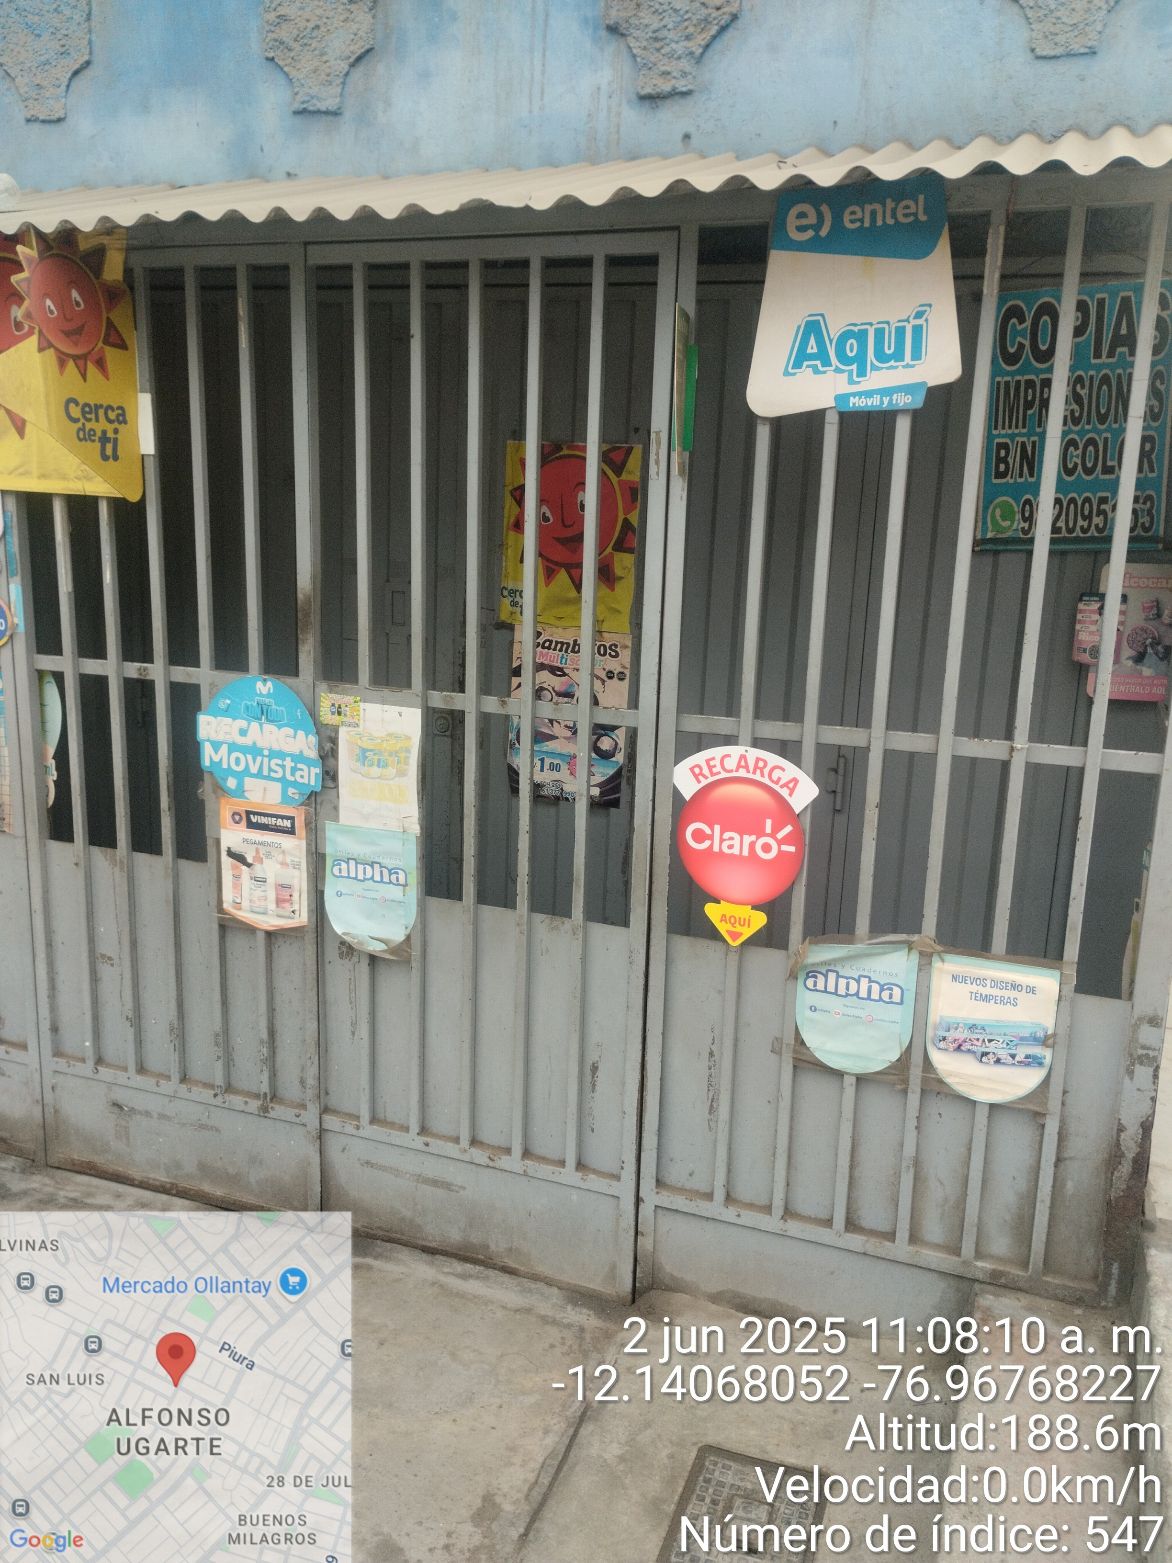 entel
Aquí
Móvil y fijo
Cerca
de ti
COPIAS
IMPRESIONES
B/N COLOR
RECARGAS
Movistar
VINIFAN
PEGAMENTOS
alpha
1.00
RECARGA
Claro
AQUÍ
Útiles y Cuadernos
alpha
NUEVOS DISEÑO DE
TÉMPERAS
LVINAS
Mercado Ollantay
Piura
SAN LUIS
ALFONSO
UGARTE
28 DE JUL
BUENOS
MILAGROS
Google
2 jun 2025 11:08:10 a. m.
-12.14068052 -76.96768227
Altitud:188.6m
Velocidad:0.0km/h
Número de índice: 547